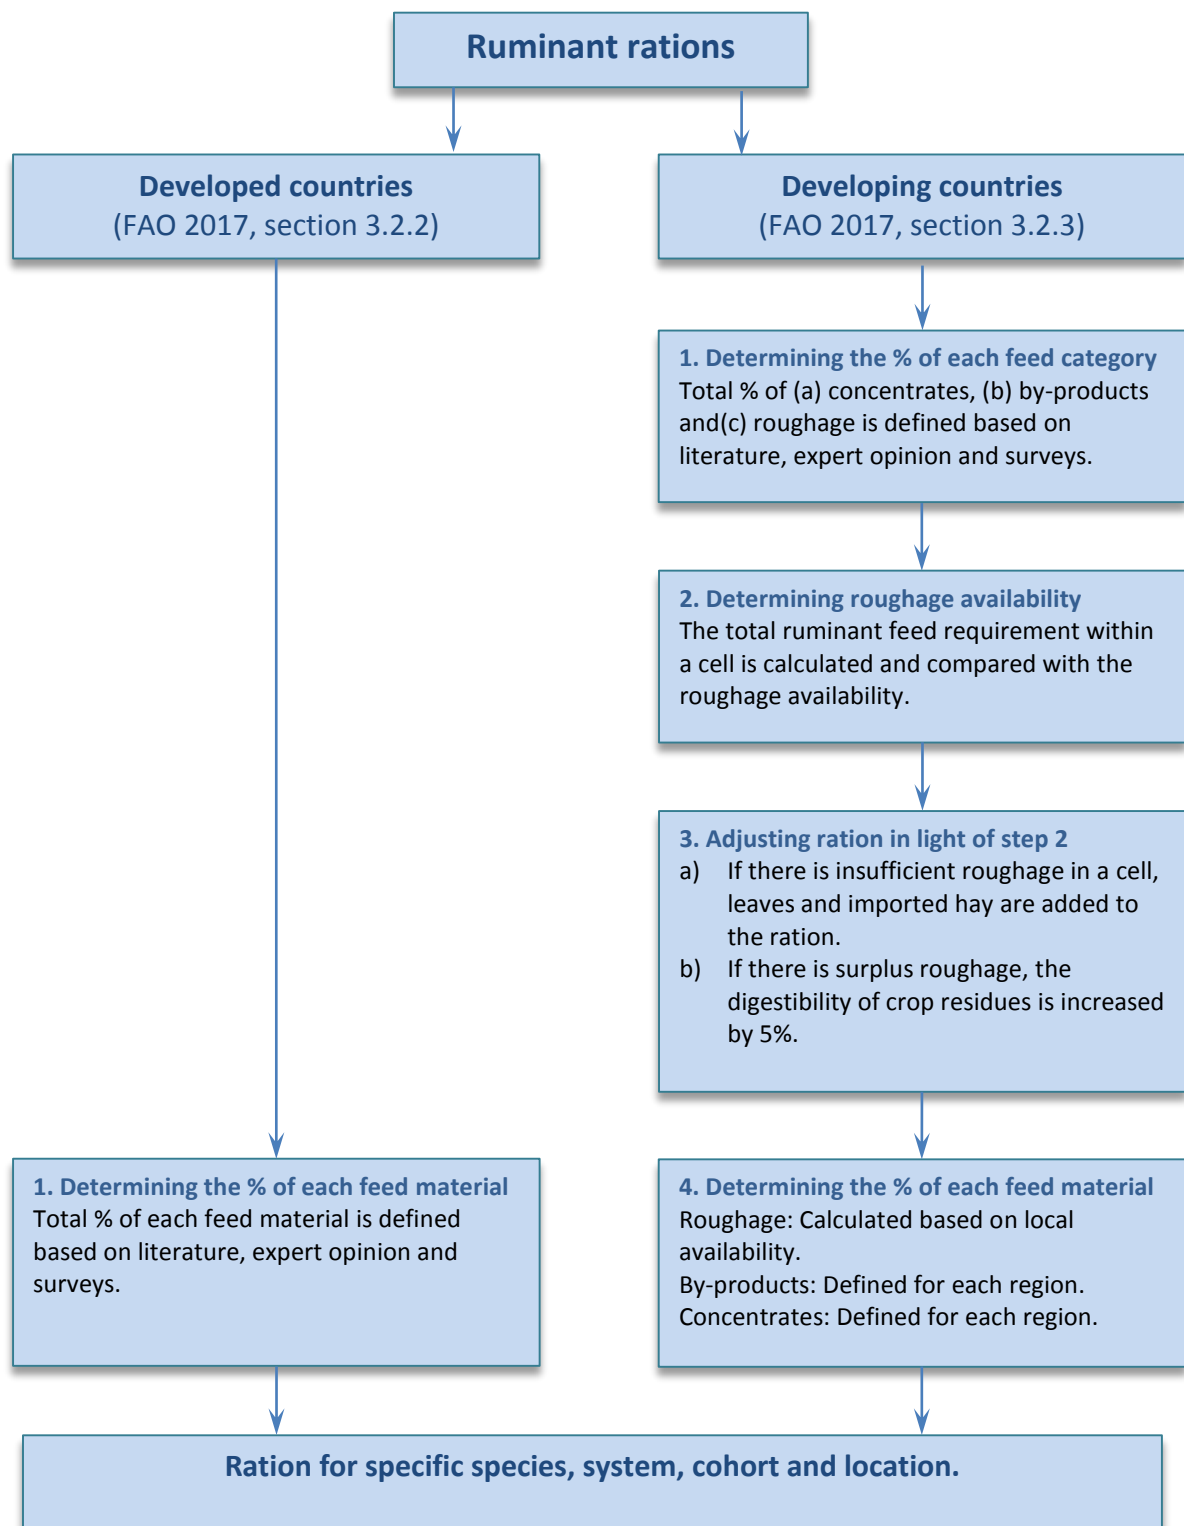 Ruminant rations
Developed countries
(FAO 2017, section 3.2.2)
Developing countries
(FAO 2017, section 3.2.3)
1. Determining the % of each feed category
Total % of (a) concentrates, (b) by-products
and(c) roughage is defined based on
literature, expert opinion and surveys.
2. Determining roughage availability
The total ruminant feed requirement within
a cell is calculated and compared with the
roughage availability.
3. Adjusting ration in light of step 2
a) If there is insufficient roughage in a cell,
leaves and imported hay are added to
the ration.
b) If there is surplus roughage, the
digestibility of crop residues is increased
by 5%.
1. Determining the % of each feed material
Total % of each feed material is defined
based on literature, expert opinion and
surveys.
4. Determining the % of each feed material
Roughage: Calculated based on local
availability.
By-products: Defined for each region.
Concentrates: Defined for each region.
Ration for specific species, system, cohort and location.